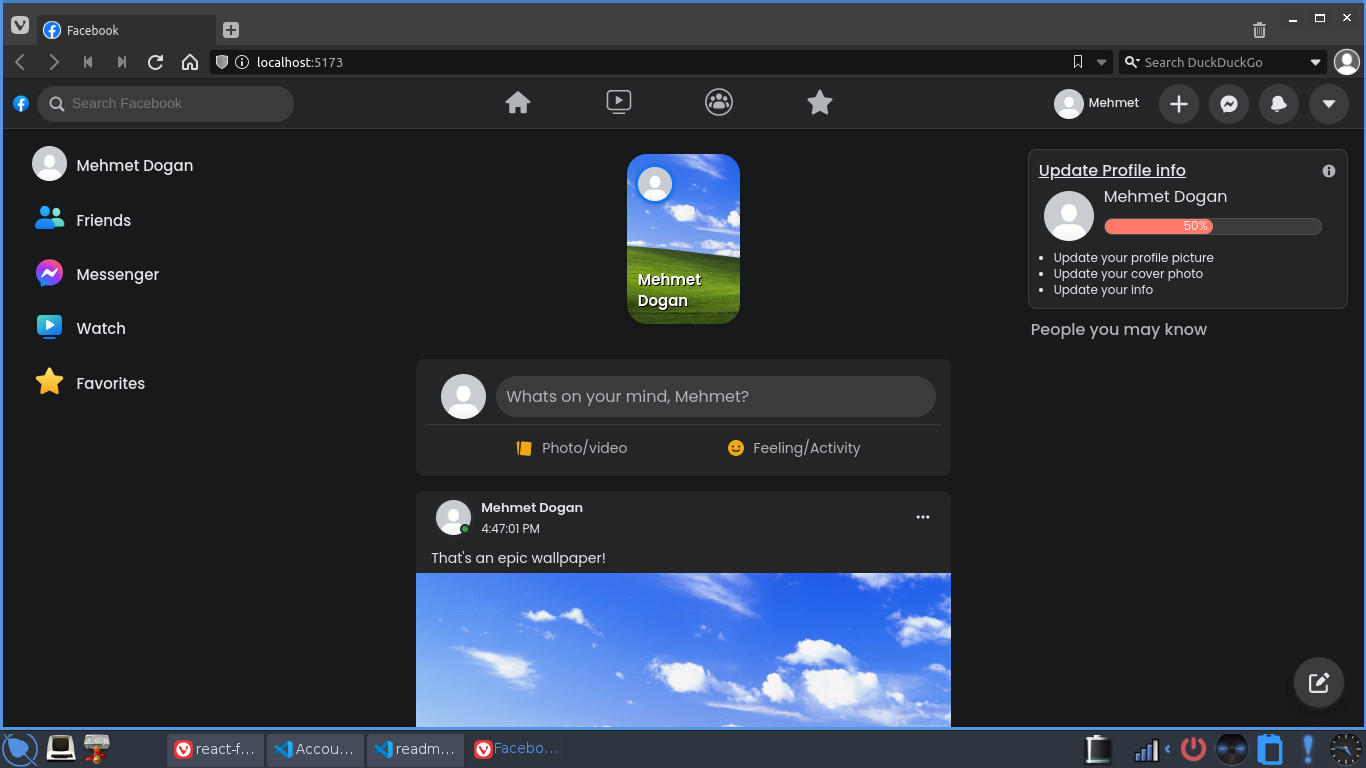 Facebook
localhost:5173
Search DuckDuckGo
Search Facebook
Mehmet
Mehmet Dogan
Friends
Messenger
Watch
Favorites
Mehmet
Dogan
Whats on your mind, Mehmet?
Photo/video
Feeling/Activity
Mehmet Dogan
4:47:01 PM
That's an epic wallpaper!
Update Profile info
Mehmet Dogan
50%
Update your profile picture
Update your cover photo
Update your info
People you may know
react-f...
Accou...
readm...
Facebo...